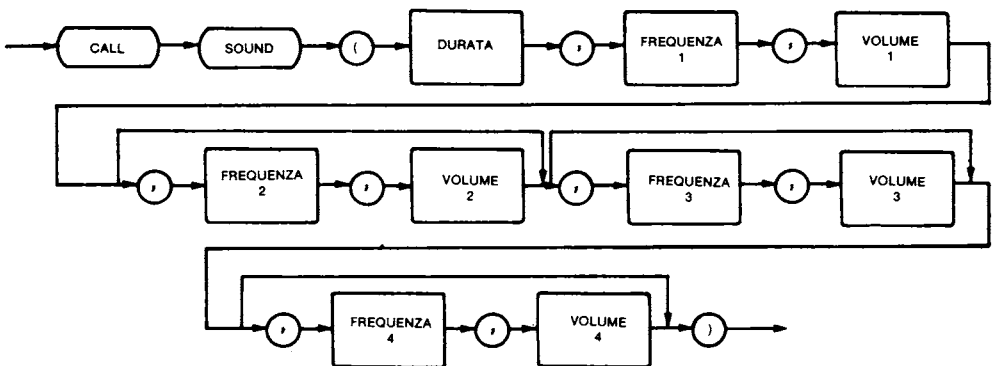 CALL SOUND ( DURATA , FREQUENZA 1 , VOLUME 1
, FREQUENZA 2 , VOLUME 2 , FREQUENZA 3 , VOLUME 3
, FREQUENZA 4 , VOLUME 4 )